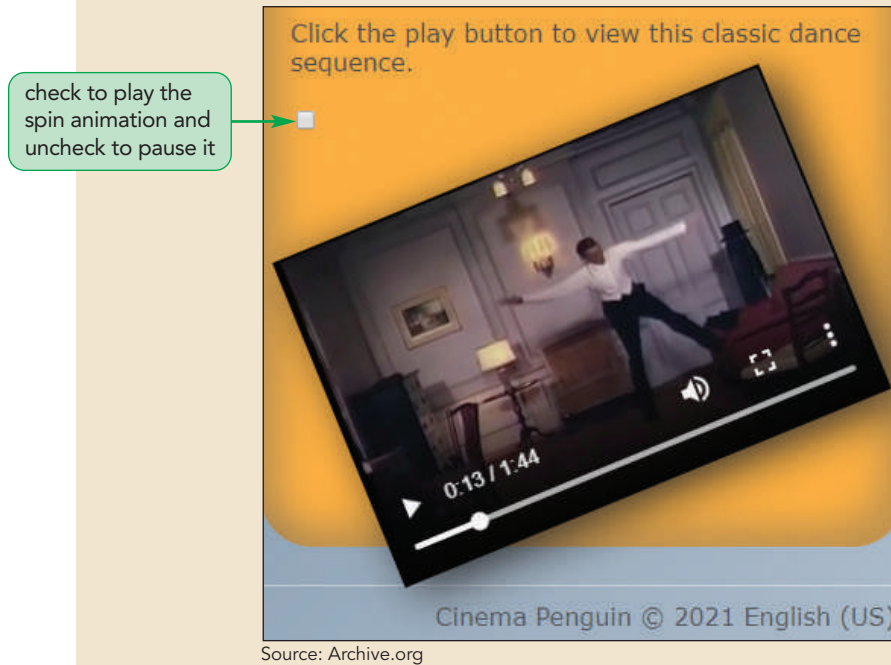 Click the play button to view this classic dance
sequence.
check to play the
spin animation and
uncheck to pause it
0:13 / 1:44
Cinema Penguin © 2021 English (US)
Source: Archive.org